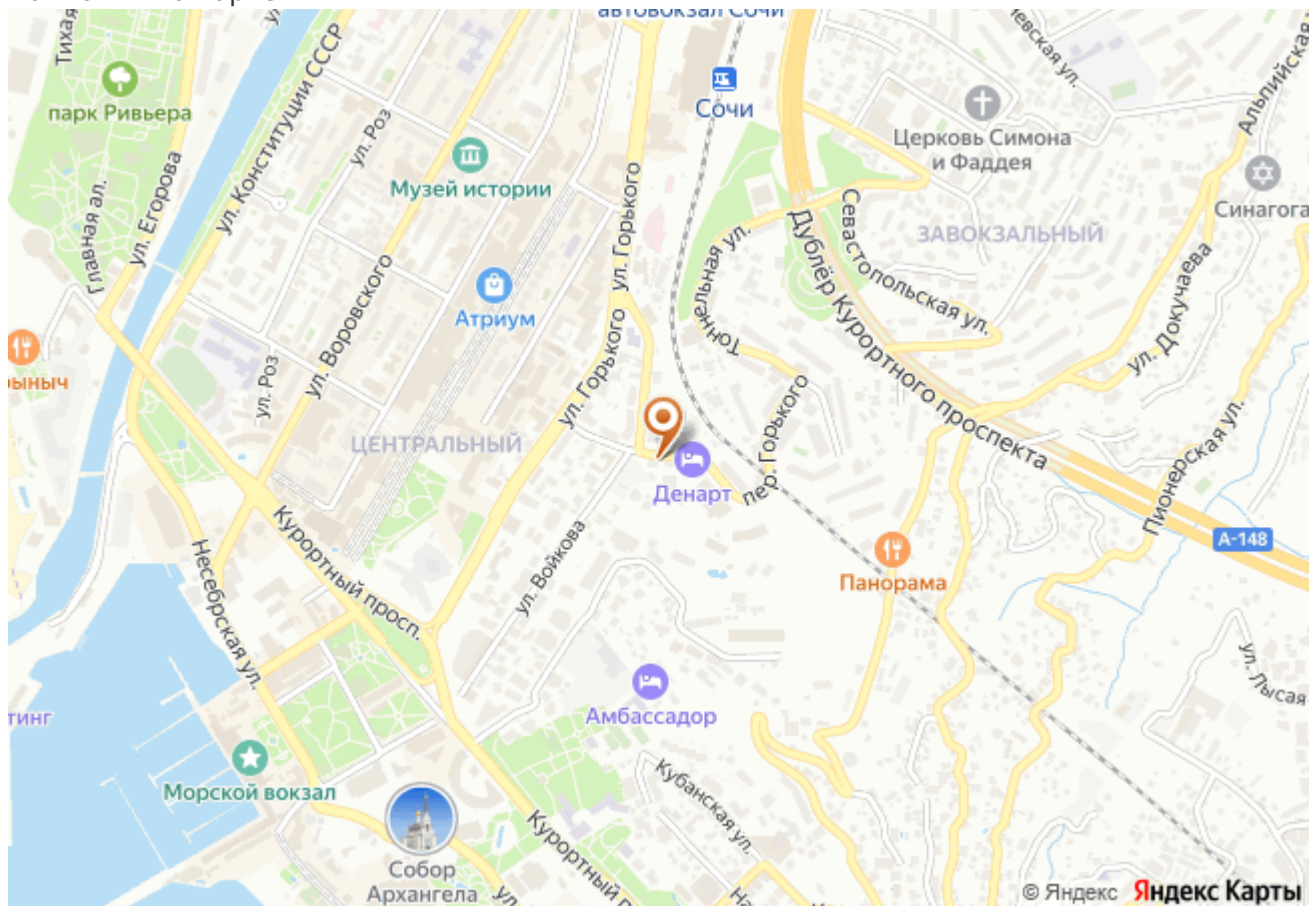 автовокзал Сочи
Тихая
парк Ривьера
Сочи
Церковь Симона
и Фаддея
Альпийская
Синагога
ул. Конституции СССР
ул. Роз
Музей истории
ул. Горького
ул. Егорова
Главная ал.
Тоннельная ул.
Севастопольская ул.
ЗАВОКЗАЛЬНЫЙ
Дублёр Курортного проспекта
ул. Докучаева
Атриум
ул. Воровского
ул. Горького
ул. Роз
ЦЕНТРАЛЬНЫЙ
Денарт
пер. Горького
Пионерская ул.
А-148
Панорама
Курортный просп.
Несебрская ул.
ул. Войкова
Амбассадор
ул. Лысая
тинг
Морской вокзал
Кубанская ул.
Собор
Архангела
Курортный
© Яндекс Яндекс Карты